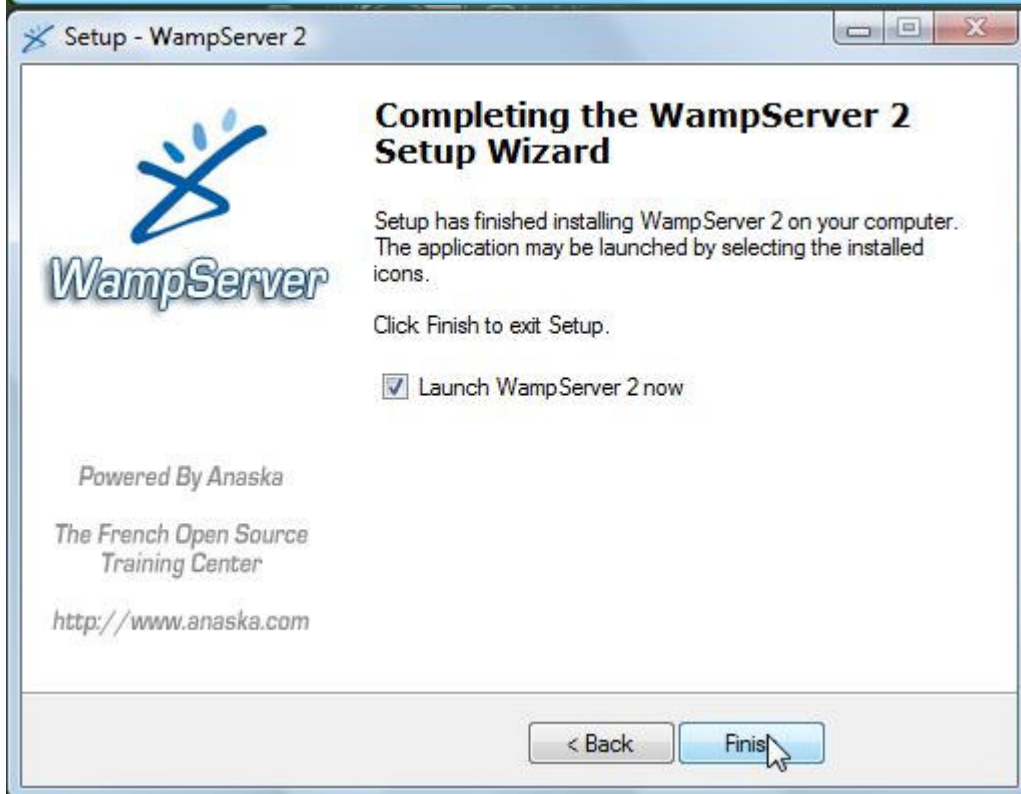 Setup - WampServer 2
Completing the WampServer 2
Setup Wizard
Setup has finished installing WampServer 2 on your computer.
The application may be launched by selecting the installed
icons.
Click Finish to exit Setup.
Launch WampServer 2 now
WampServer
Powered By Anaska
The French Open Source
Training Center
http://www.anaska.com
< Back
Finish